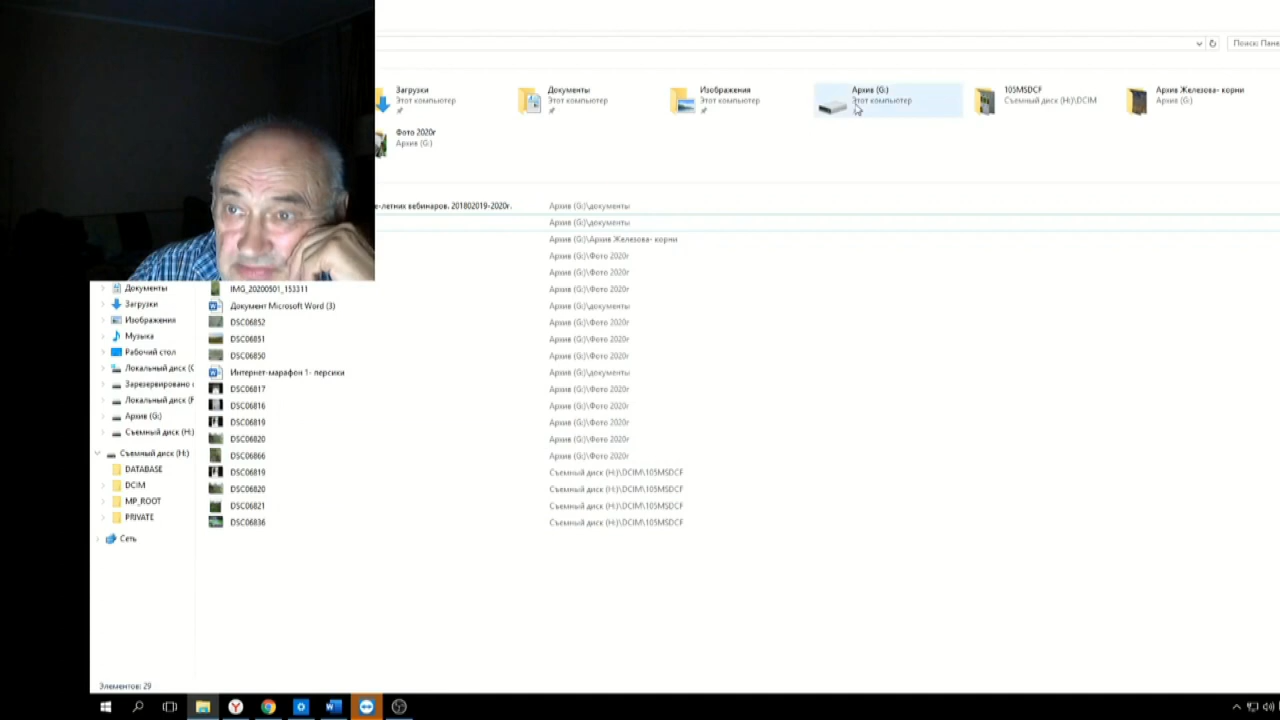 Поиск: Пане
Загрузки
Этот компьютер
Документы
Этот компьютер
Изображения
Этот компьютер
Архив (G:)
Этот компьютер
105MSDCF
Съемный диск (H:)\DCIM
Архив Железова- корни
Архив (G:)
Фото 2020г
Архив (G:)
е-летних вебинаров. 201802019-2020г. Архив (G:)\документы
Архив (G:)\документы
Архив (G:)\Архив Железова- корни
Архив (G:)\Фото 2020г
Архив (G:)\Фото 2020г
IMG_20200501_153311 Архив (G:)\Фото 2020г
Документ Microsoft Word (3) Архив (G:)\документы
DSC06852 Архив (G:)\Фото 2020г
DSC06851 Архив (G:)\Фото 2020г
DSC06850 Архив (G:)\Фото 2020г
Интернет-марафон 1- персики Архив (G:)\документы
DSC06817 Архив (G:)\Фото 2020г
DSC06816 Архив (G:)\Фото 2020г
DSC06819 Архив (G:)\Фото 2020г
DSC06820 Архив (G:)\Фото 2020г
DSC06866 Архив (G:)\Фото 2020г
DSC06819 Съемный диск (H:)\DCIM\105MSDCF
DSC06820 Съемный диск (H:)\DCIM\105MSDCF
DSC06821 Съемный диск (H:)\DCIM\105MSDCF
DSC06836 Съемный диск (H:)\DCIM\105MSDCF
Документы
Загрузки
Изображения
Музыка
Рабочий стол
Локальный диск (C
Зарезервировано
Локальный диск (F
Архив (G:)
Съемный диск (H:)
Съемный диск (H:)
DATABASE
DCIM
MP_ROOT
PRIVATE
Сеть
Элементов: 29